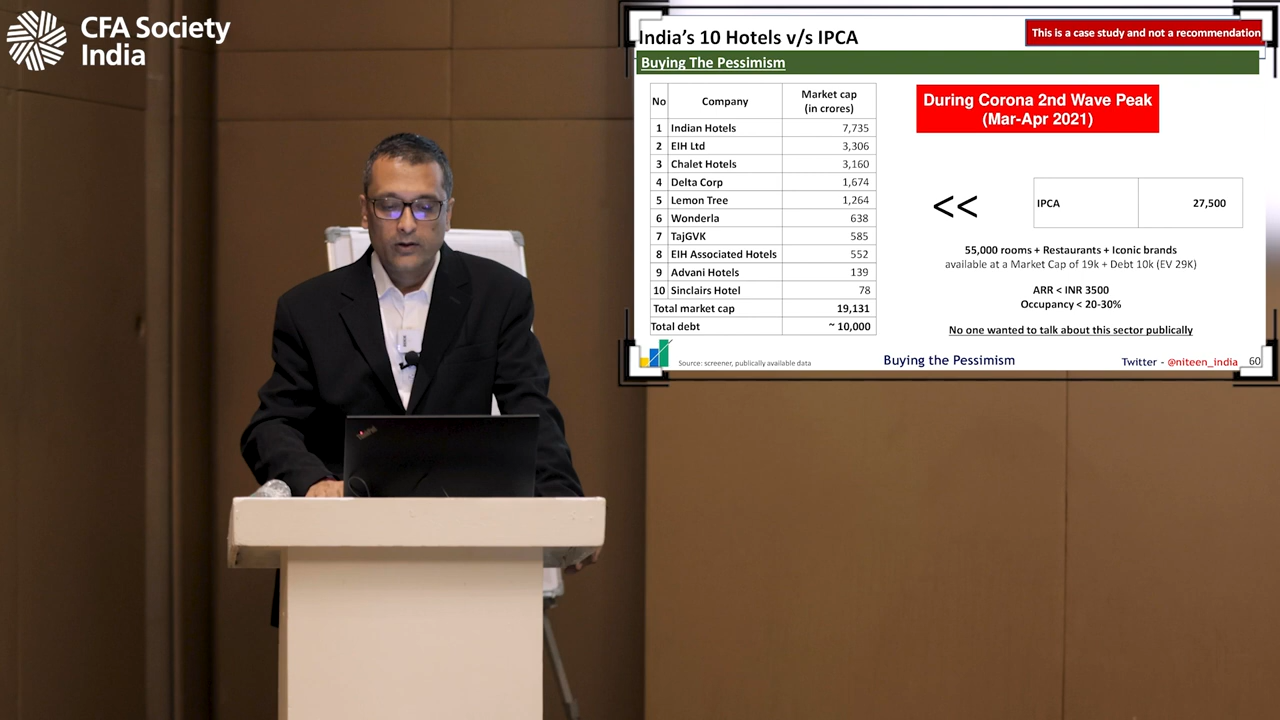 CFA Society
India
India's 10 Hotels v/s IPCA
This is a case study and not a recommendation
Buying The Pessimism
No Company Market cap (in crores)
1 Indian Hotels 7,735
2 EIH Ltd 3,306
3 Chalet Hotels 3,160
4 Delta Corp 1,674
5 Lemon Tree 1,264
6 Wonderla 638
7 TajGVK 585
8 EIH Associated Hotels 552
9 Advani Hotels 139
10 Sinclairs Hotel 78
Total market cap 19,131
Total debt ~ 10,000
During Corona 2nd Wave Peak
(Mar-Apr 2021)
<<
IPCA 27,500
55,000 rooms + Restaurants + Iconic brands
available at a Market Cap of 19k + Debt 10k (EV 29K)
ARR < INR 3500
Occupancy < 20-30%
No one wanted to talk about this sector publically
Source: screener, publically available data
Buying the Pessimism
Twitter - @niteen_india
60